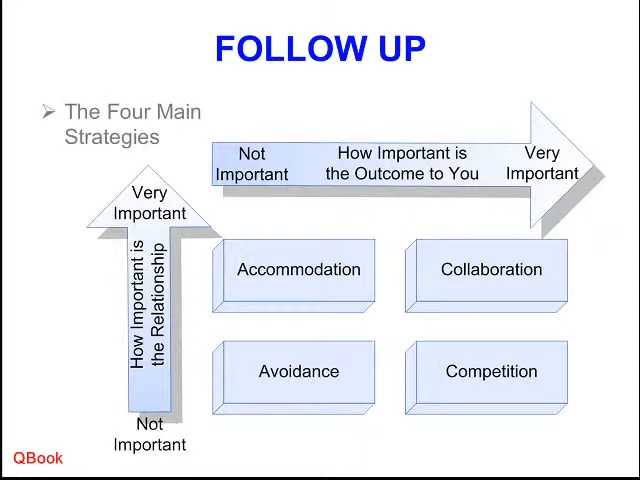 FOLLOW UP
➢ The Four Main
Strategies
Not
Important
How Important is
the Outcome to You
Very
Important
Very
Important
How Important is
the Relationship
Not
Important
Accommodation
Collaboration
Avoidance
Competition
QBook